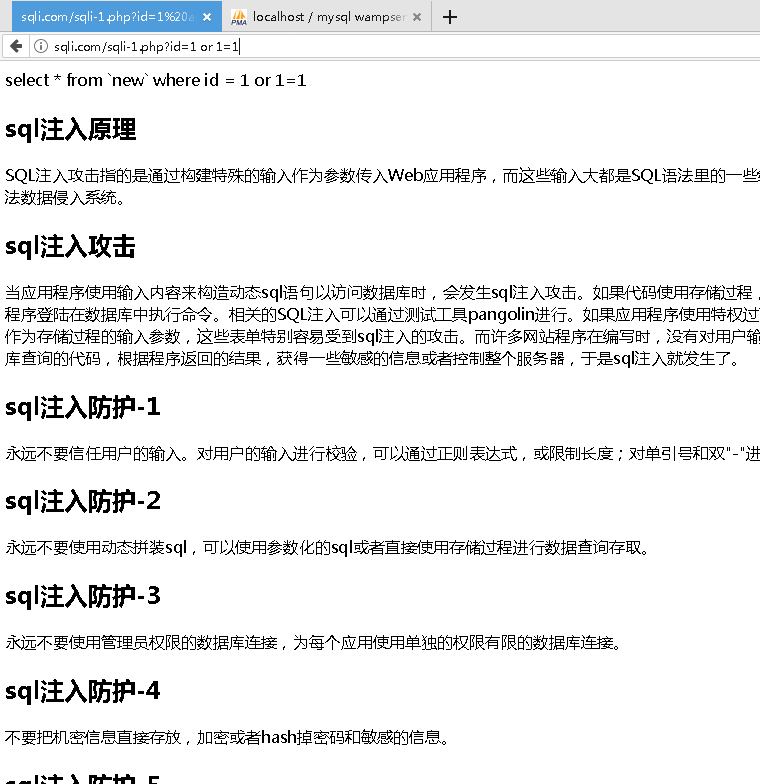 sqli.com/sqli-1.php?id=1%20a
localhost / mysql wampser
sqli.com/sqli-1.php?id=1 or 1=1
select * from `new` where id = 1 or 1=1
sql注入原理
SQL注入攻击指的是通过构建特殊的输入作为参数传入Web应用程序，而这些输入大都是SQL语法里的一些
法数据侵入系统。
sql注入攻击
当应用程序使用输入内容来构造动态sql语句以访问数据库时，会发生sql注入攻击。如果代码使用存储过程，
程序登陆在数据库中执行命令。相关的SQL注入可以通过测试工具pangolin进行。如果应用程序使用特权过
作为存储过程的输入参数，这些表单特别容易受到sql注入的攻击。而许多网站程序在编写时，没有对用户输
库查询的代码，根据程序返回的结果，获得一些敏感的信息或者控制整个服务器，于是sql注入就发生了。
sql注入防护-1
永远不要信任用户的输入。对用户的输入进行校验，可以通过正则表达式，或限制长度；对单引号和双"-"进
sql注入防护-2
永远不要使用动态拼装sql，可以使用参数化的sql或者直接使用存储过程进行数据查询存取。
sql注入防护-3
永远不要使用管理员权限的数据库连接，为每个应用使用单独的权限有限的数据库连接。
sql注入防护-4
不要把机密信息直接存放，加密或者hash掉密码和敏感的信息。
sql注入防护-5